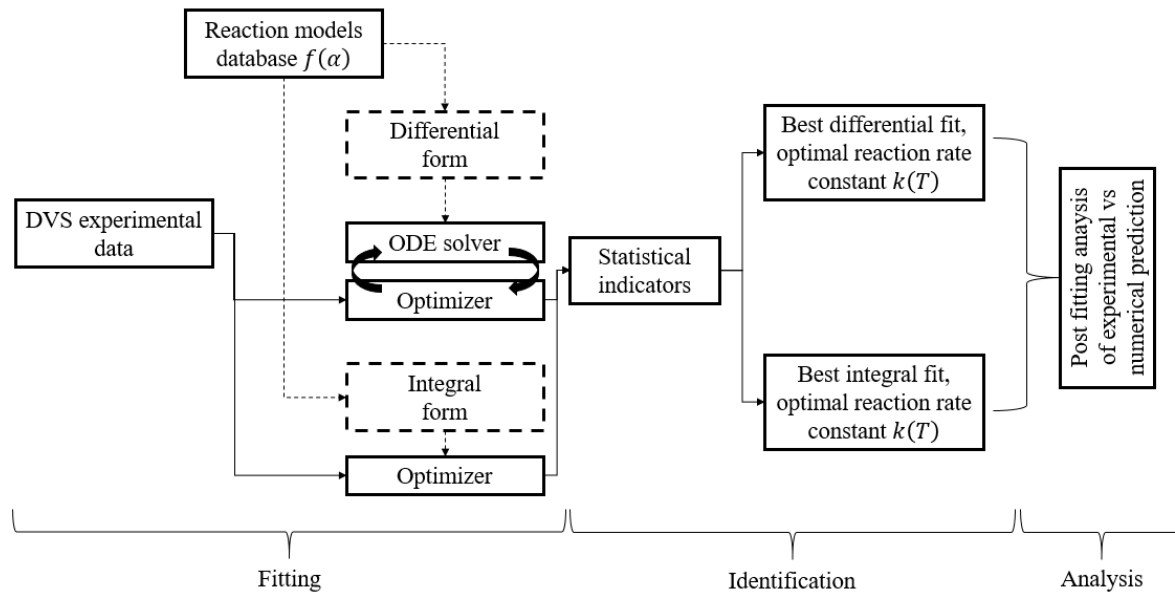 Reaction models
database f(α)
Differential
form
DVS experimental
data
ODE solver
Optimizer
Integral
form
Optimizer
Statistical
indicators
Best differential fit,
optimal reaction rate
constant k(T)
Best integral fit,
optimal reaction rate
constant k(T)
Post fitting anaysis
of experimental vs
numerical prediction
Fitting
Identification
Analysis